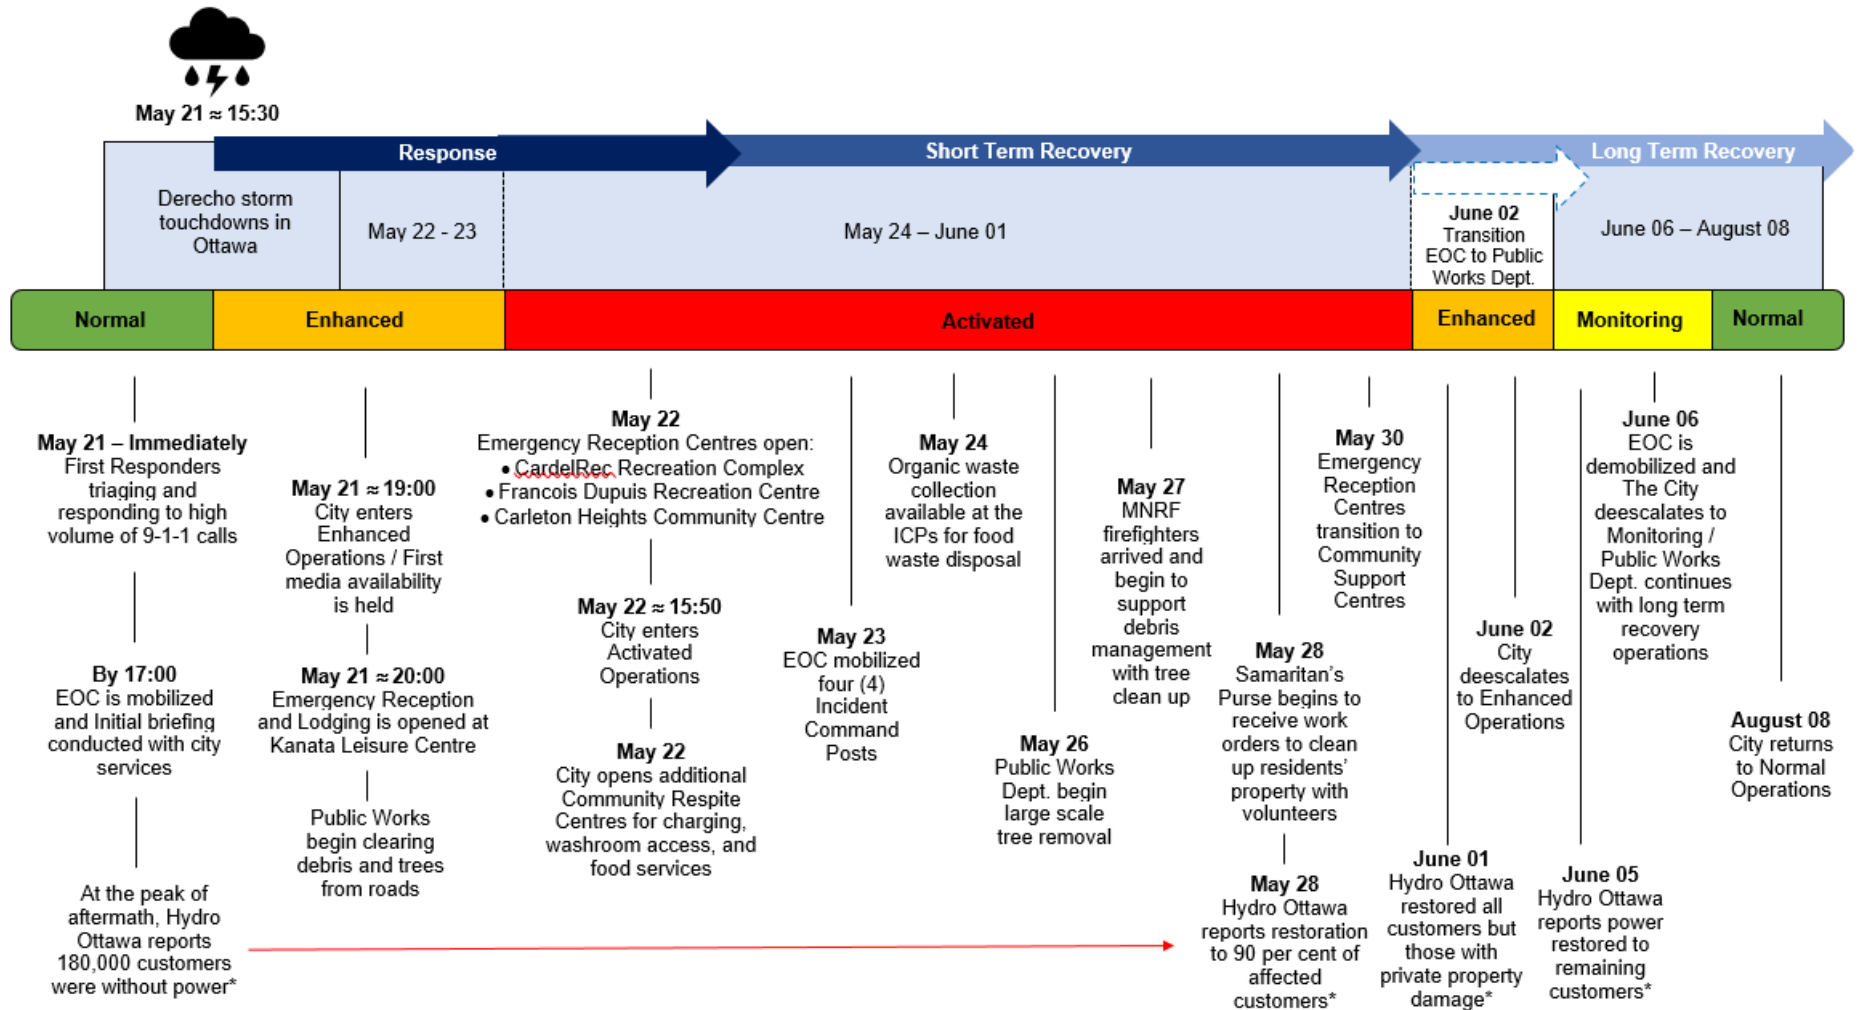 May 21 ≈ 15:30
Response
Short Term Recovery
Long Term Recovery
Derecho storm
touchdowns in
Ottawa
May 22 - 23
May 24 – June 01
June 02
Transition
EOC to Public
Works Dept.
June 06 – August 08
Normal
Enhanced
Activated
Enhanced
Monitoring
Normal
May 21 – Immediately
First Responders
triaging and
responding to high
volume of 9-1-1 calls
By 17:00
EOC is mobilized
and Initial briefing
conducted with city
services
At the peak of
aftermath, Hydro
Ottawa reports
180,000 customers
were without power*
May 21 ≈ 19:00
City enters
Enhanced
Operations / First
media availability
is held
May 21 ≈ 20:00
Emergency Reception
and Lodging is opened at
Kanata Leisure Centre
Public Works
begin clearing
debris and trees
from roads
May 22
Emergency Reception Centres open:
• CardelRec Recreation Complex
• Francois Dupuis Recreation Centre
• Carleton Heights Community Centre
May 22 ≈ 15:50
City enters
Activated
Operations
May 22
City opens additional
Community Respite
Centres for charging,
washroom access, and
food services
May 23
EOC mobilized
four (4)
Incident
Command
Posts
May 24
Organic waste
collection
available at the
ICPs for food
waste disposal
May 26
Public Works
Dept. begin
large scale
tree removal
May 27
MNRF
firefighters
arrived and
begin to
support
debris
management
with tree
clean up
May 28
Samaritan's
Purse begins to
receive work
orders to clean
up residents'
property with
volunteers
May 28
Hydro Ottawa
reports restoration
to 90 per cent of
affected
customers*
May 30
Emergency
Reception
Centres
transition to
Community
Support
Centres
June 01
Hydro Ottawa
restored all
customers but
those with
private property
damage*
June 02
City
deescalates
to Enhanced
Operations
June 05
Hydro Ottawa
reports power
restored to
remaining
customers*
June 06
EOC is
demobilized and
The City
deescalates to
Monitoring /
Public Works
Dept. continues
with long term
recovery
operations
August 08
City returns
to Normal
Operations